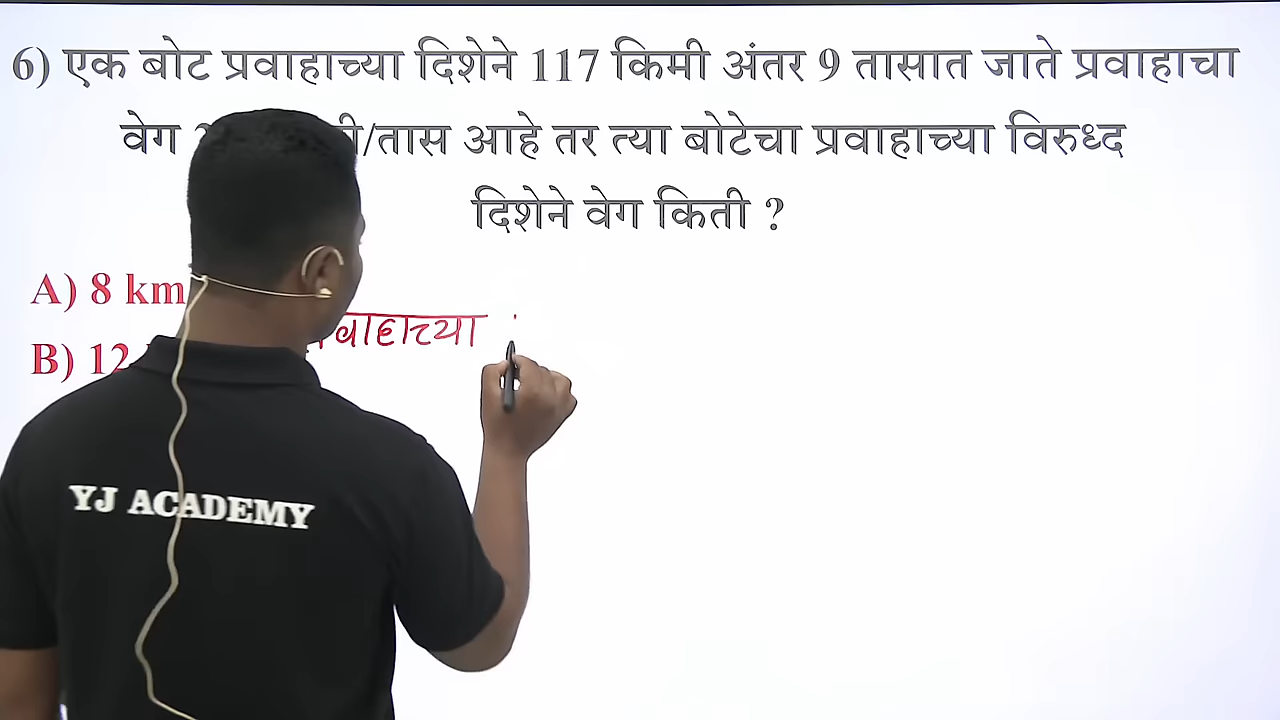 6) एक बोट प्रवाहाच्या दिशेने 117 किमी अंतर 9 तासात जाते प्रवाहाचा
वेग /तास आहे तर त्या बोटेचा प्रवाहाच्या विरुध्द
दिशेने वेग किती ?
A) 8 km
B) 12
वाहाच्या
YJ ACADEMY